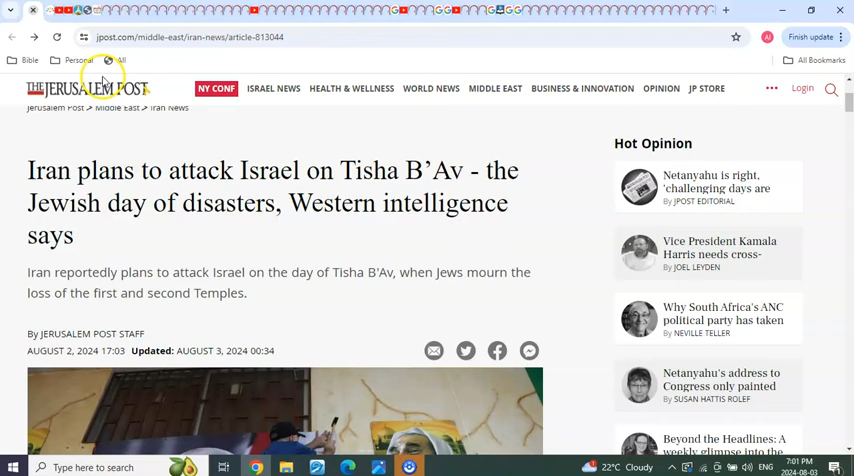 jpost.com/middle-east/iran-news/article-813044
AI
Finish update
Bible
Personal
All
All Bookmarks
THE JERUSALEM POST
NY CONF
ISRAEL NEWS
HEALTH & WELLNESS
WORLD NEWS
MIDDLE EAST
BUSINESS & INNOVATION
OPINION
JP STORE
Login
Jerusalem Post > Middle East > Iran News
Iran plans to attack Israel on Tisha B’Av - the
Jewish day of disasters, Western intelligence
says
Iran reportedly plans to attack Israel on the day of Tisha B'Av, when Jews mourn the
loss of the first and second Temples.
By JERUSALEM POST STAFF
AUGUST 2, 2024 17:03 Updated: AUGUST 3, 2024 00:34
Hot Opinion
Netanyahu is right,
'challenging days are
By JPOST EDITORIAL
Vice President Kamala
Harris needs cross-
By JOEL LEYDEN
Why South Africa's ANC
political party has taken
By NEVILLE TELLER
Netanyahu's address to
Congress only painted
By SUSAN HATTIS ROLEF
Beyond the Headlines: A
weekly glimpse into the
Type here to search
22°C Cloudy
ENG
7:01 PM
2024-08-03